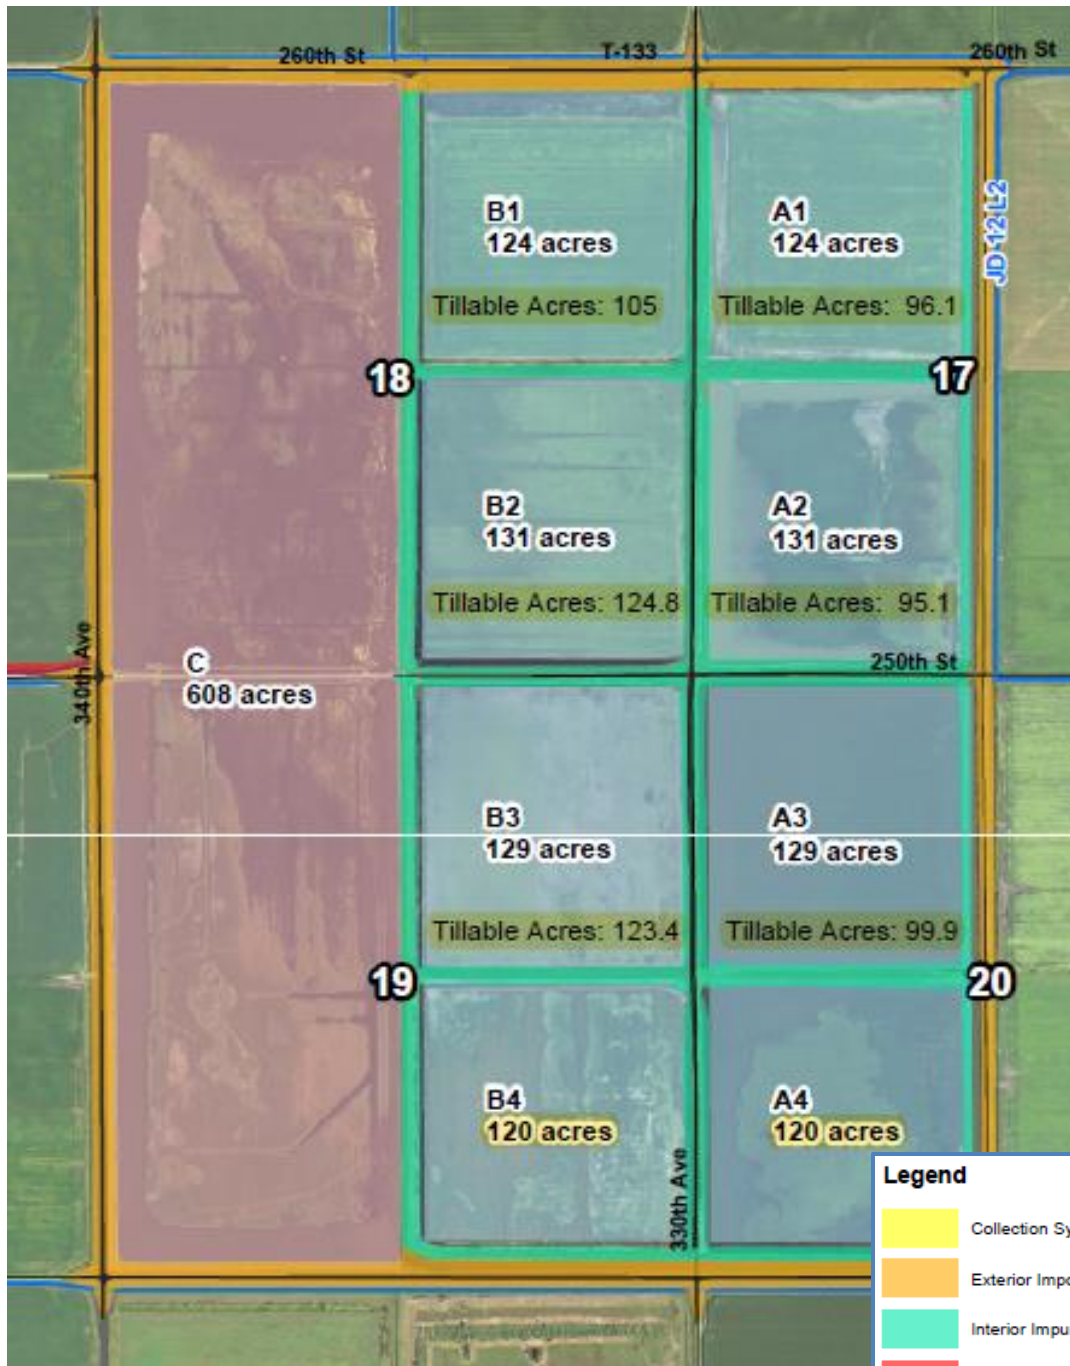 260th St
T-133
260th St
JD 12 L2
B1
124 acres
A1
124 acres
Tillable Acres: 105
Tillable Acres: 96.1
18
17
B2
131 acres
A2
131 acres
Tillable Acres: 124.8
Tillable Acres: 95.1
340th Ave
C
608 acres
250th St
B3
129 acres
A3
129 acres
Tillable Acres: 123.4
Tillable Acres: 99.9
19
20
B4
120 acres
A4
120 acres
330th Ave
Legend
Collection Sy
Exterior Impo
Interior Impu